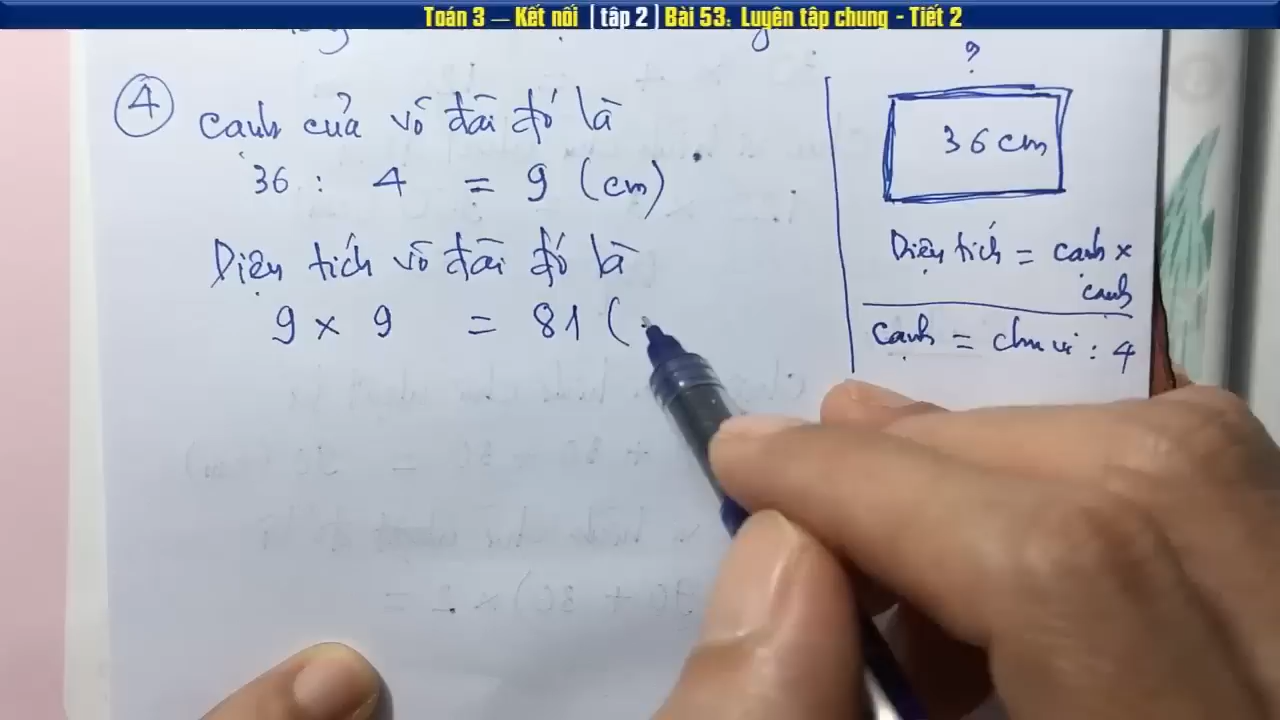 Toán 3 – Kết nối [ tập 2 ] Bài 53: Luyện tập chung - Tiết 2
4
Cạnh của võ đài đó là
36 : 4 = 9 (cm)
Diện tích võ đài đó là
9 x 9 = 81 (
?
36 cm
Diện tích = cạnh x
cạnh
Cạnh = chu vi : 4